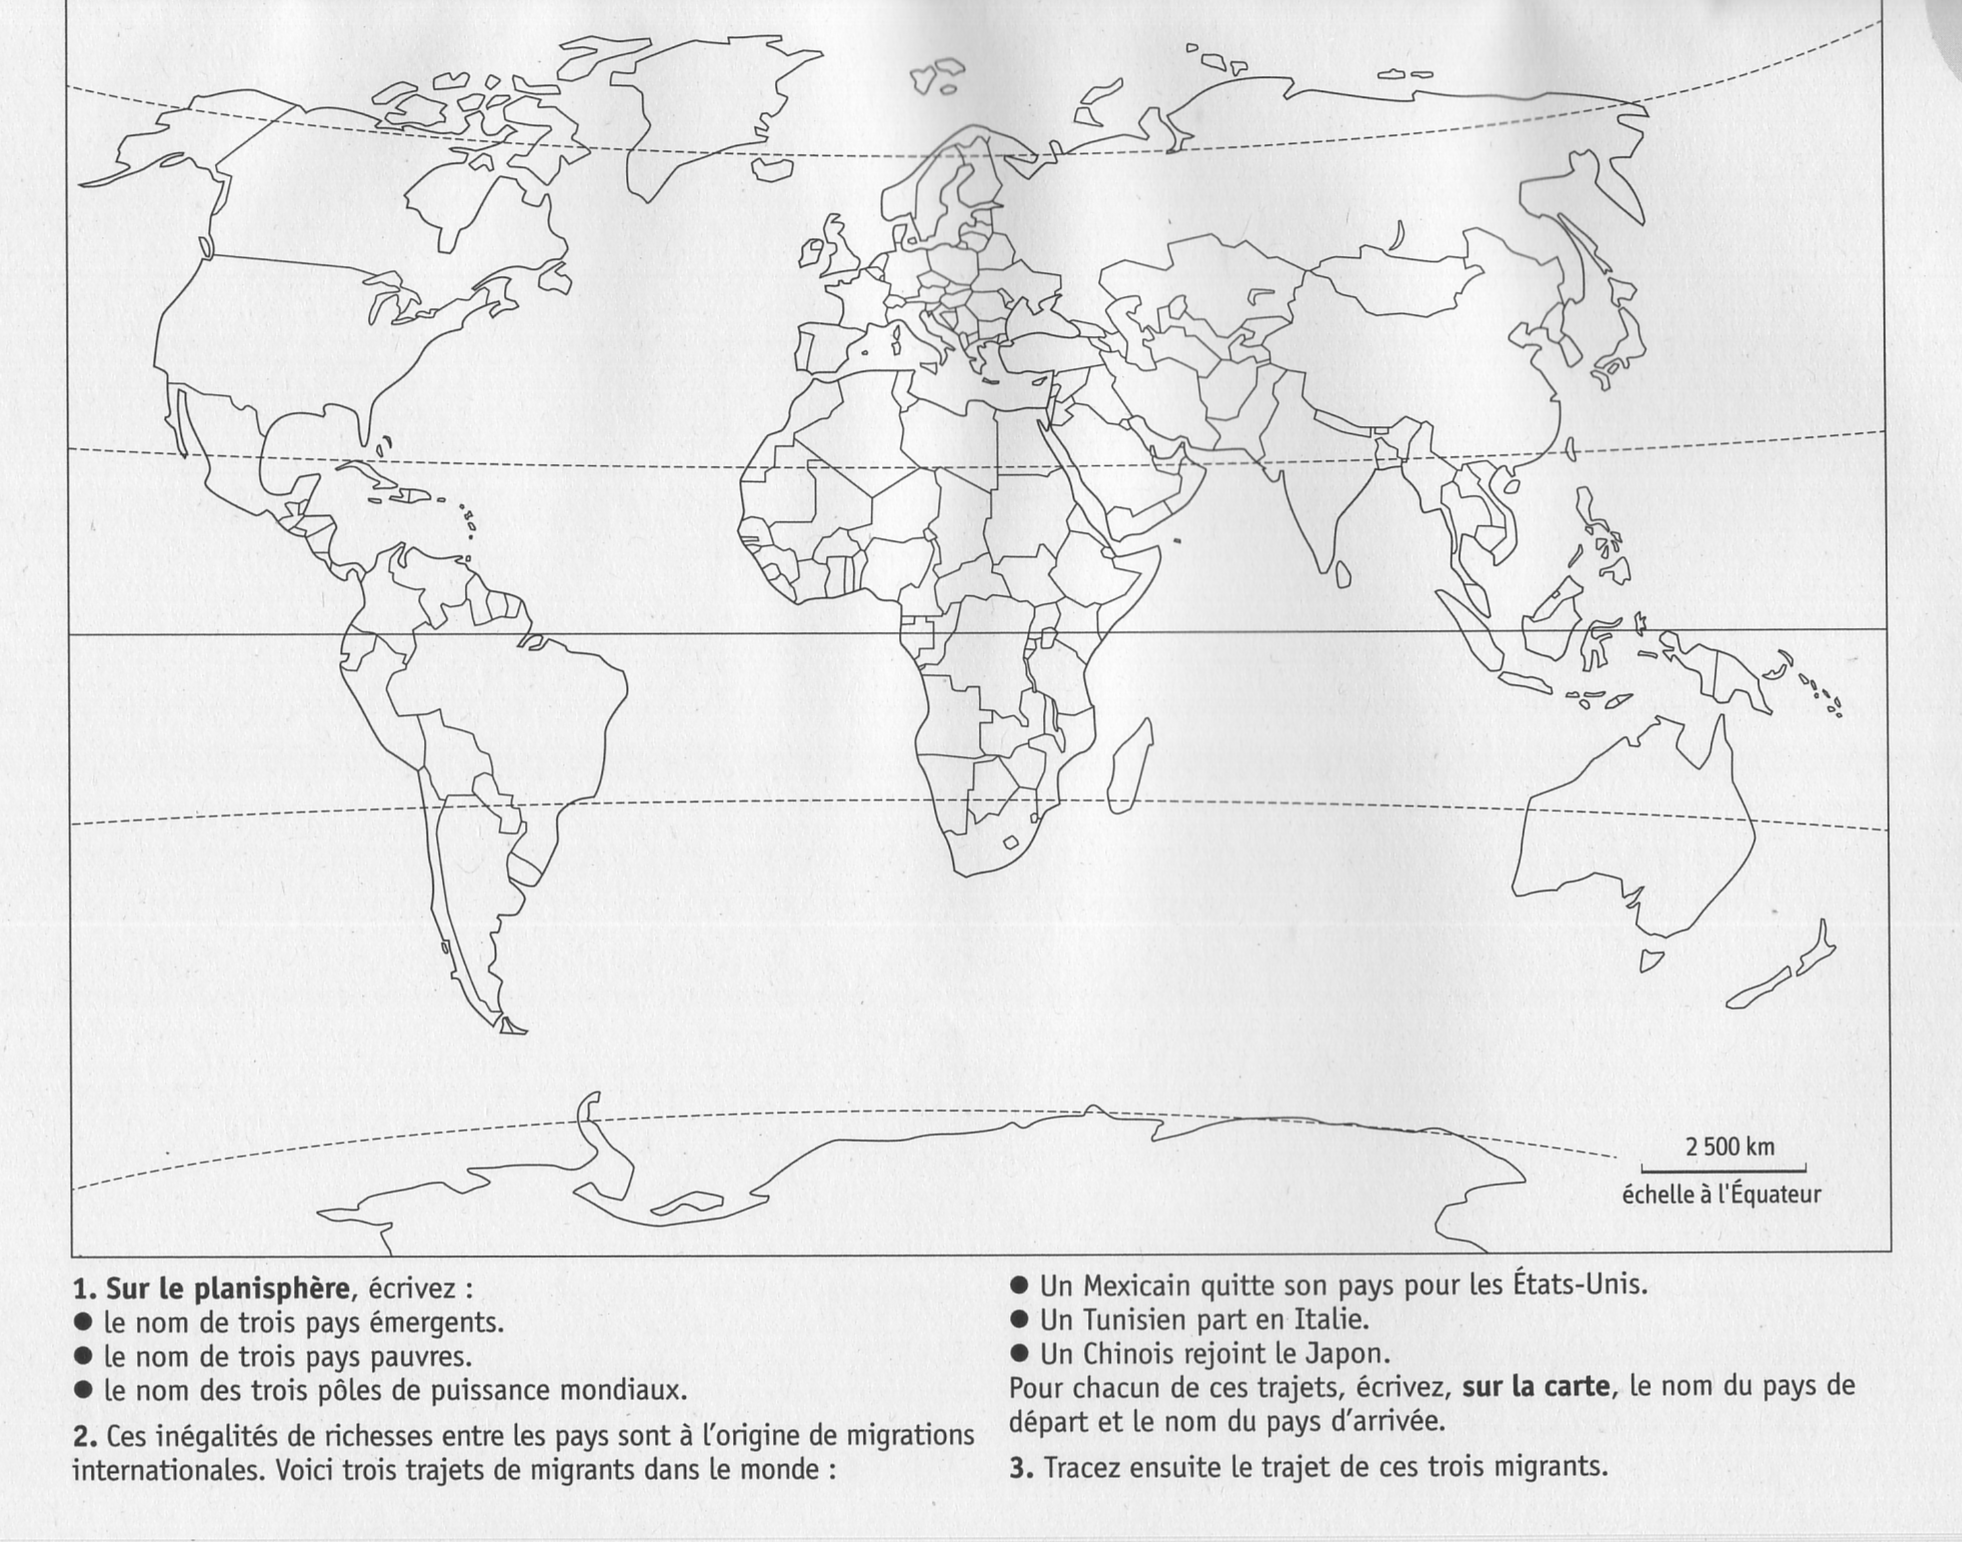 2 500 km
échelle à l'Équateur
1. Sur le planisphère, écrivez :
● le nom de trois pays émergents.
● le nom de trois pays pauvres.
● le nom des trois pôles de puissance mondiaux.
2. Ces inégalités de richesses entre les pays sont à l'origine de migrations
internationales. Voici trois trajets de migrants dans le monde :
● Un Mexicain quitte son pays pour les États-Unis.
● Un Tunisien part en Italie.
● Un Chinois rejoint le Japon.
Pour chacun de ces trajets, écrivez, sur la carte, le nom du pays de
départ et le nom du pays d'arrivée.
3. Tracez ensuite le trajet de ces trois migrants.